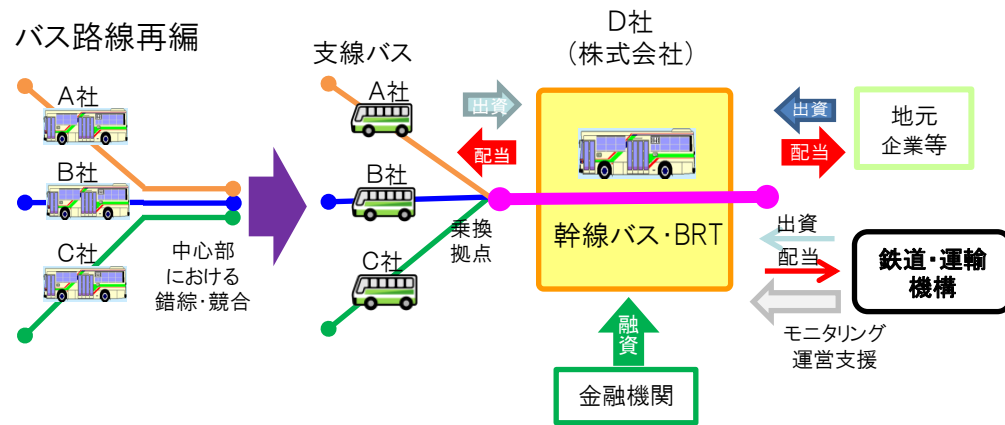 バス路線再編
A社
B社
C社
中心部
における
錯綜・競合
支線バス
A社
B社
C社
乗換
拠点
出資
配当
D社
(株式会社)
幹線バス・BRT
融資
金融機関
出資
配当
地元
企業等
出資
配当
鉄道・運輸
機構
モニタリング
運営支援